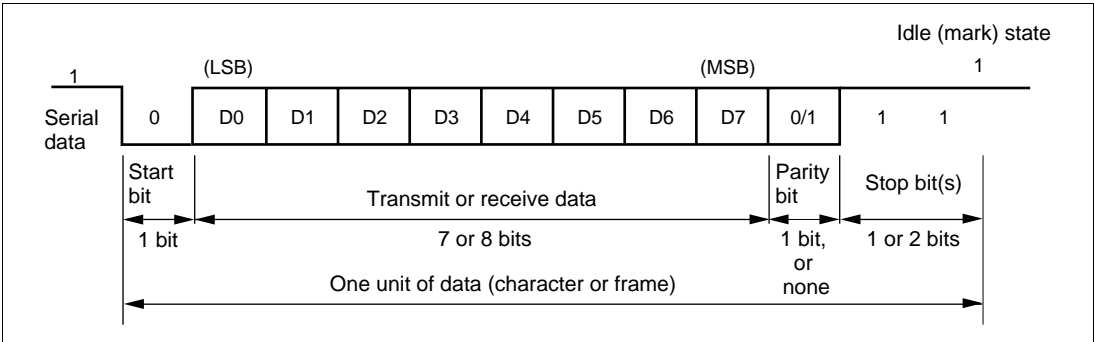 Idle (mark) state
1 (LSB) (MSB) 1
Serial
data
0 D0 D1 D2 D3 D4 D5 D6 D7 0/1 1 1
Start
bit
Transmit or receive data
Parity
bit
Stop bit(s)
1 bit
7 or 8 bits
1 bit,
or
none
1 or 2 bits
One unit of data (character or frame)